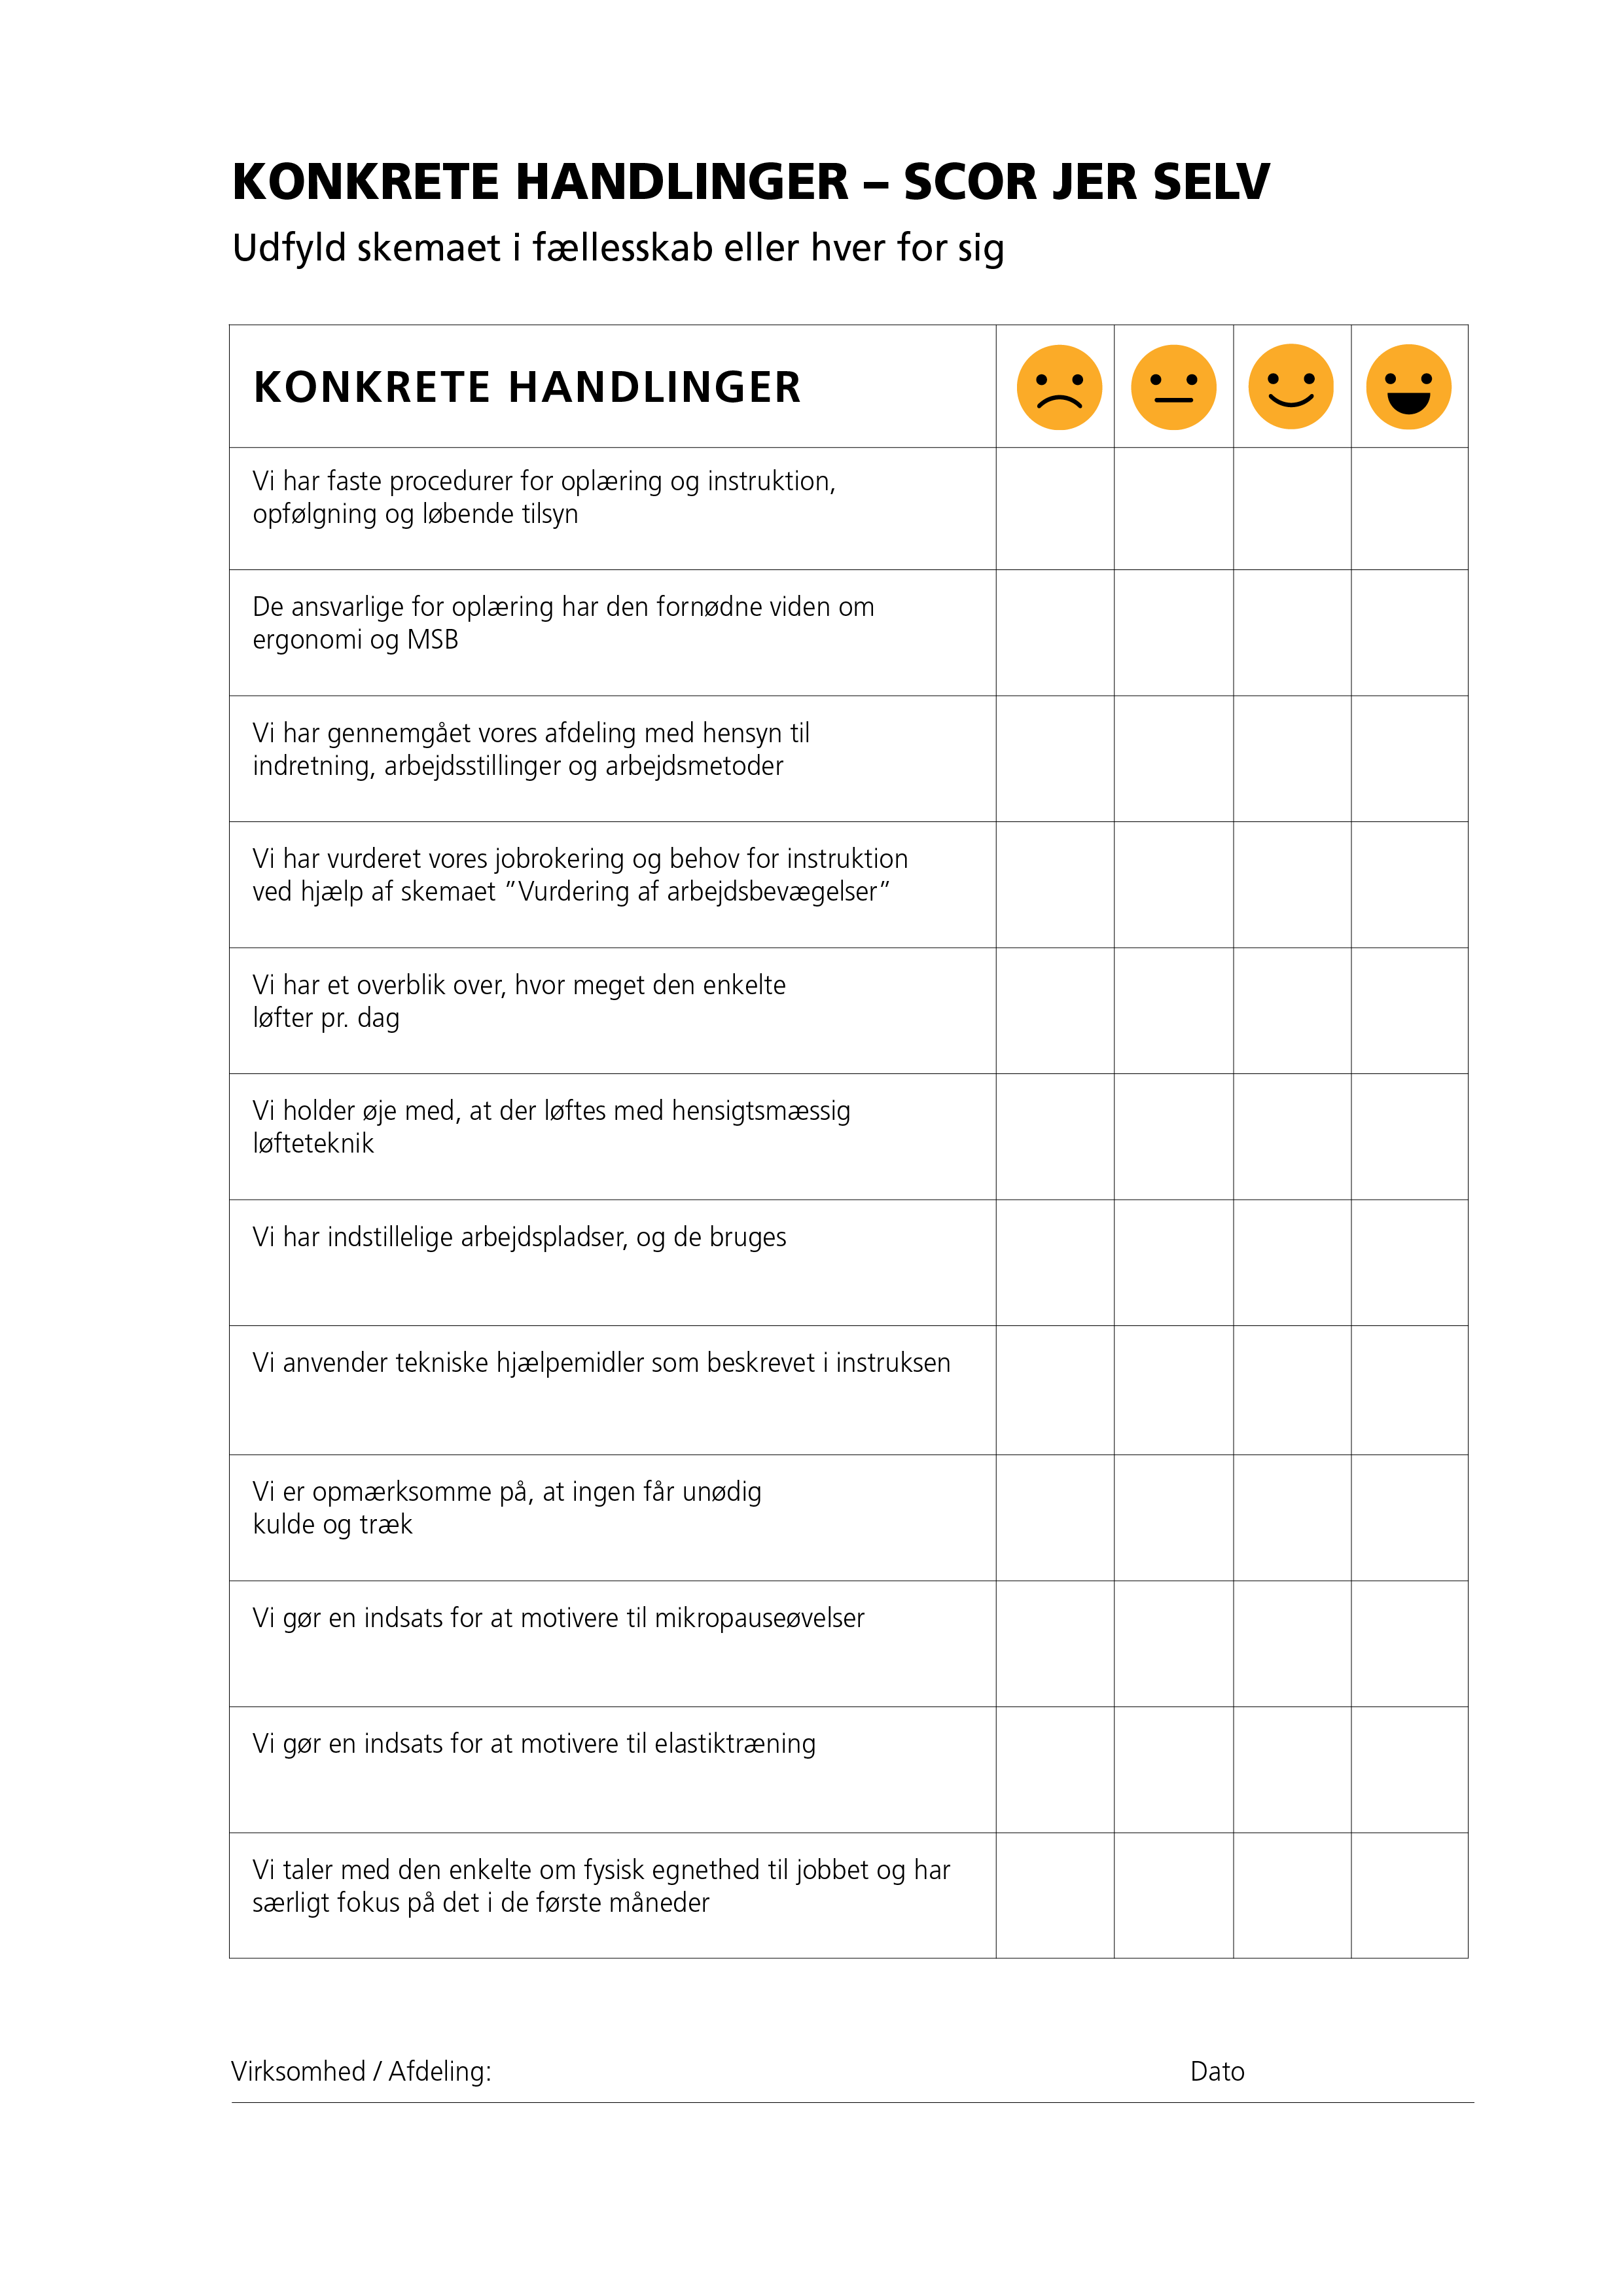 KONKRETE HANDLINGER – SCOR JER SELV
Udfyld skemaet i fællesskab eller hver for sig
KONKRETE HANDLINGER
Vi har faste procedurer for oplæring og instruktion,
opfølgning og løbende tilsyn
De ansvarlige for oplæring har den fornødne viden om
ergonomi og MSB
Vi har gennemgået vores afdeling med hensyn til
indretning, arbejdsstillinger og arbejdsmetoder
Vi har vurderet vores jobrokering og behov for instruktion
ved hjælp af skemaet ”Vurdering af arbejdsbevægelser”
Vi har et overblik over, hvor meget den enkelte
løfter pr. dag
Vi holder øje med, at der løftes med hensigtsmæssig
løfteteknik
Vi har indstillelige arbejdspladser, og de bruges
Vi anvender tekniske hjælpemidler som beskrevet i instruksen
Vi er opmærksomme på, at ingen får unødig
kulde og træk
Vi gør en indsats for at motivere til mikropauseøvelser
Vi gør en indsats for at motivere til elastiktræning
Vi taler med den enkelte om fysisk egnethed til jobbet og har
særligt fokus på det i de første måneder
Virksomhed / Afdeling: Dato